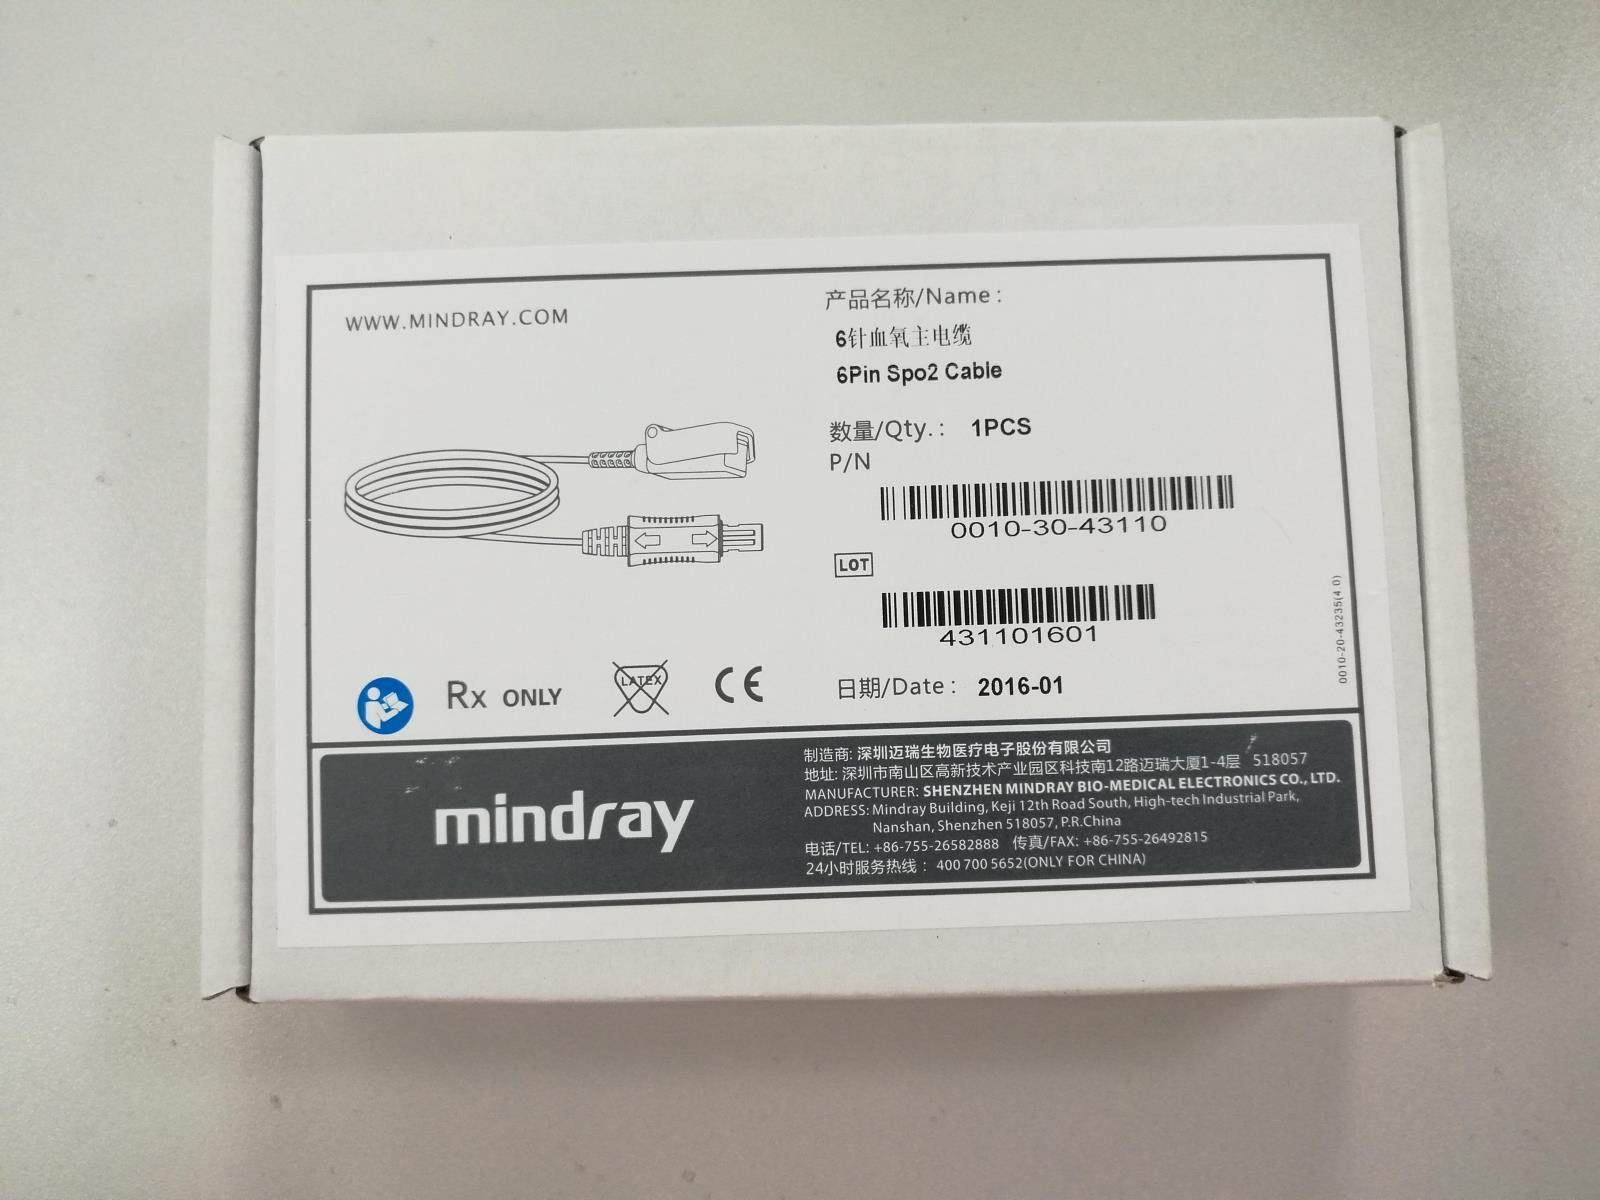 WWW.MINDRAY.COM
产品名称/Name：
6针血氧主电缆
6Pin Spo2 Cable
数量/Qty.： 1PCS
P/N
0010-30-43110
LOT
431101601
日期/Date： 2016-01
Rx ONLY
LATEX
CE
0010-20-43235(4.0)
mindray
制造商: 深圳迈瑞生物医疗电子股份有限公司
地址: 深圳市南山区高新技术产业园区科技南12路迈瑞大厦1-4层 518057
MANUFACTURER: SHENZHEN MINDRAY BIO-MEDICAL ELECTRONICS CO., LTD.
ADDRESS: Mindray Building, Keji 12th Road South, High-tech Industrial Park,
Nanshan, Shenzhen 518057, P.R.China
电话/TEL: +86-755-26582888 传真/FAX: +86-755-26492815
24小时服务热线： 400 700 5652(ONLY FOR CHINA)